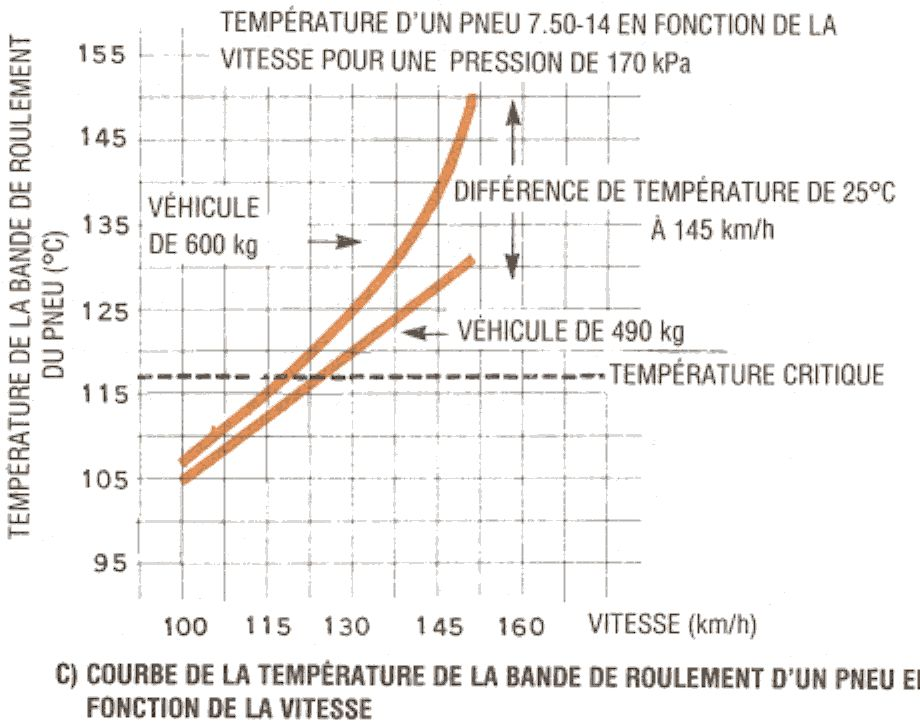 TEMPÉRATURE D'UN PNEU 7.50-14 EN FONCTION DE LA
VITESSE POUR UNE PRESSION DE 170 kPa
TEMPÉRATURE DE LA BANDE DE ROULEMENT
DU PNEU (°C)
155
145
135
125
115
105
95
VÉHICULE
DE 600 kg
DIFFÉRENCE DE TEMPÉRATURE DE 25°C
À 145 km/h
VÉHICULE DE 490 kg
TEMPÉRATURE CRITIQUE
100 115 130 145 160 VITESSE (km/h)
C) COURBE DE LA TEMPÉRATURE DE LA BANDE DE ROULEMENT D'UN PNEU E
FONCTION DE LA VITESSE